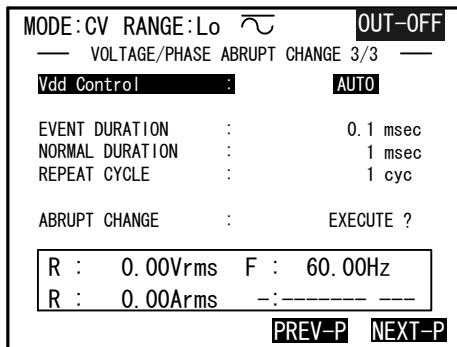 MODE:CV RANGE:Lo OUT-OFF
VOLTAGE/PHASE ABRUPT CHANGE 3/3
Vdd Control : AUTO
EVENT DURATION : 0.1 msec
NORMAL DURATION : 1 msec
REPEAT CYCLE : 1 cyc
ABRUPT CHANGE : EXECUTE ?
R : 0.00Vrms F : 60.00Hz
R : 0.00Arms -:------- ---
PREV-P NEXT-P